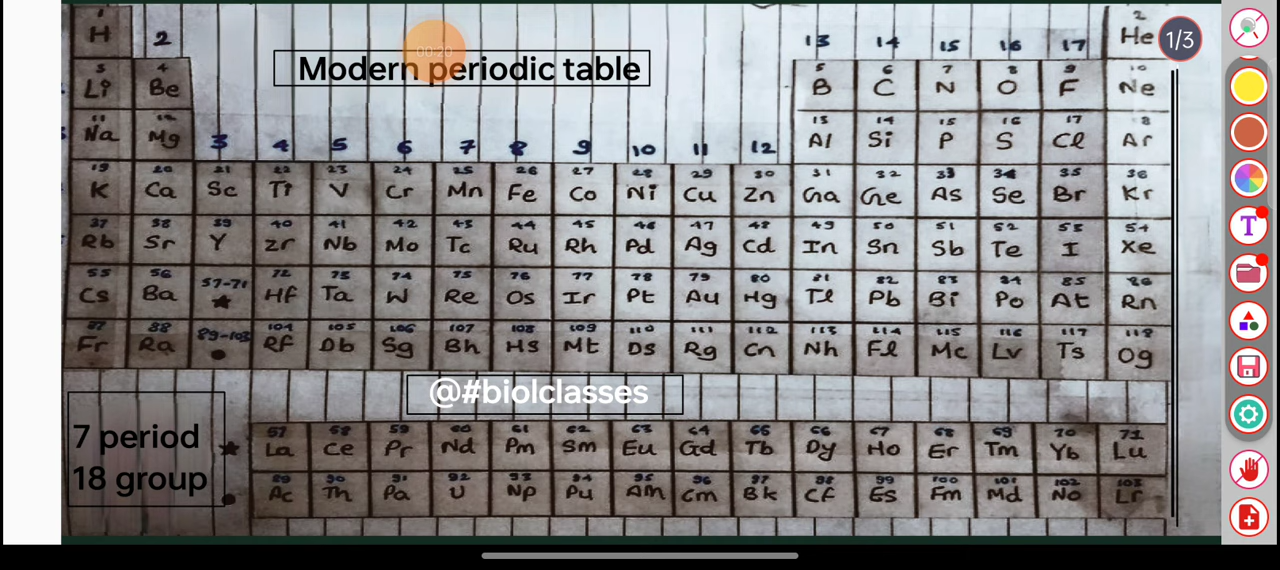 1 2
H 2 00:20 13 14 15 16 17 He 1/3
Modern periodic table
3 4 5 6 7 8 9 10
Li Be B C N O F Ne
11 12 13 14 15 16 17 18
Na Mg 3 4 5 6 7 8 9 10 11 12 Al Si P S Cl Ar
19 20 21 22 23 24 25 26 27 28 29 30 31 32 33 34 35 36
K Ca Sc Ti V Cr Mn Fe Co Ni Cu Zn Ga Ge As Se Br Kr
37 38 39 40 41 42 43 44 45 46 47 48 49 50 51 52 53 54
Rb Sr Y Zr Nb Mo Tc Ru Rh Pd Ag Cd In Sn Sb Te I Xe
55 56 57-71 72 73 74 75 76 77 78 79 80 81 82 83 84 85 86
Cs Ba ★ Hf Ta W Re Os Ir Pt Au Hg Tl Pb Bi Po At Rn
87 88 89-103 104 105 106 107 108 109 110 111 112 113 114 115 116 117 118
Fr Ra ● Rf Db Sg Bh Hs Mt Ds Rg Cn Nh Fl Mc Lv Ts Og
@#biolclasses
7 period
18 group
57 58 59 60 61 62 63 64 65 66 67 68 69 70 71
★ La Ce Pr Nd Pm Sm Eu Gd Tb Dy Ho Er Tm Yb Lu
89 90 91 92 93 94 95 96 97 98 99 100 101 102 103
● Ac Th Pa U Np Pu Am Cm Bk Cf Es Fm Md No Lr
T